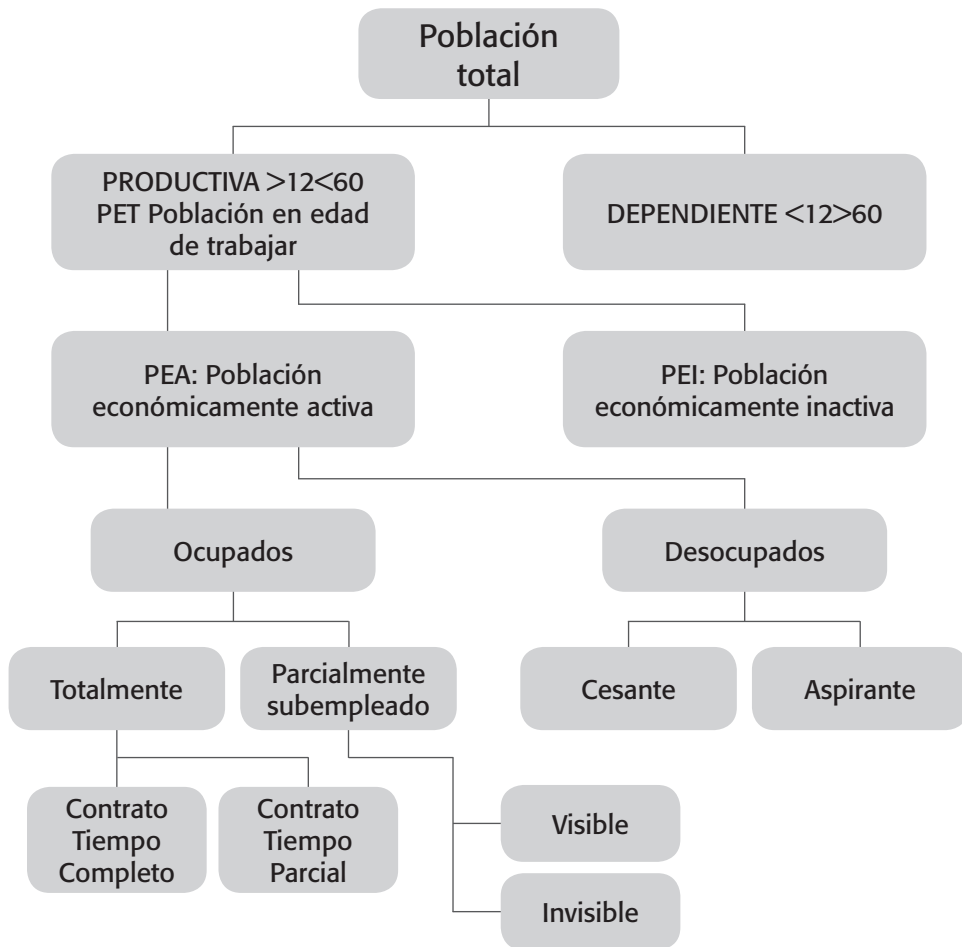 Población
total
PRODUCTIVA >12<60
PET Población en edad
de trabajar
DEPENDIENTE <12>60
PEA: Población
económicamente activa
PEI: Población
económicamente inactiva
Ocupados
Desocupados
Totalmente
Parcialmente
subempleado
Cesante
Aspirante
Contrato
Tiempo
Completo
Contrato
Tiempo
Parcial
Visible
Invisible